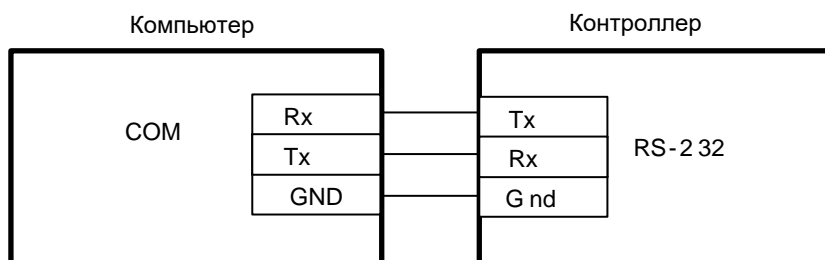 Компьютер
Контроллер
COM
Rx
Tx
GND
Tx
Rx
G nd
RS-2 32